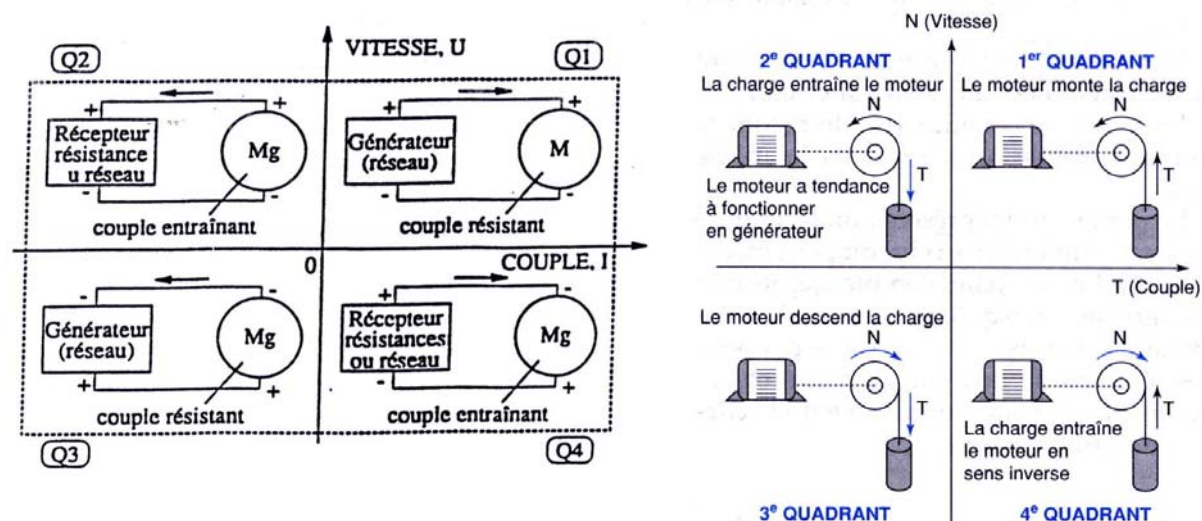 Q2
VITESSE, U
Q1
+ +
Récepteur
résistance
u réseau
Mg
- -
couple entraînant
+ +
Générateur
(réseau)
M
- -
couple résistant
0
COUPLE, I
- -
Générateur
(réseau)
Mg
+ +
couple résistant
+ -
Récepteur
résistances
ou réseau
Mg
- +
couple entraînant
Q3
Q4
N (Vitesse)
2e QUADRANT
La charge entraîne le moteur
N
T
Le moteur a tendance
à fonctionner
en générateur
1er QUADRANT
Le moteur monte la charge
N
T
T (Couple)
Le moteur descend la charge
N
T
3e QUADRANT
N
T
La charge entraîne
le moteur en
sens inverse
4e QUADRANT